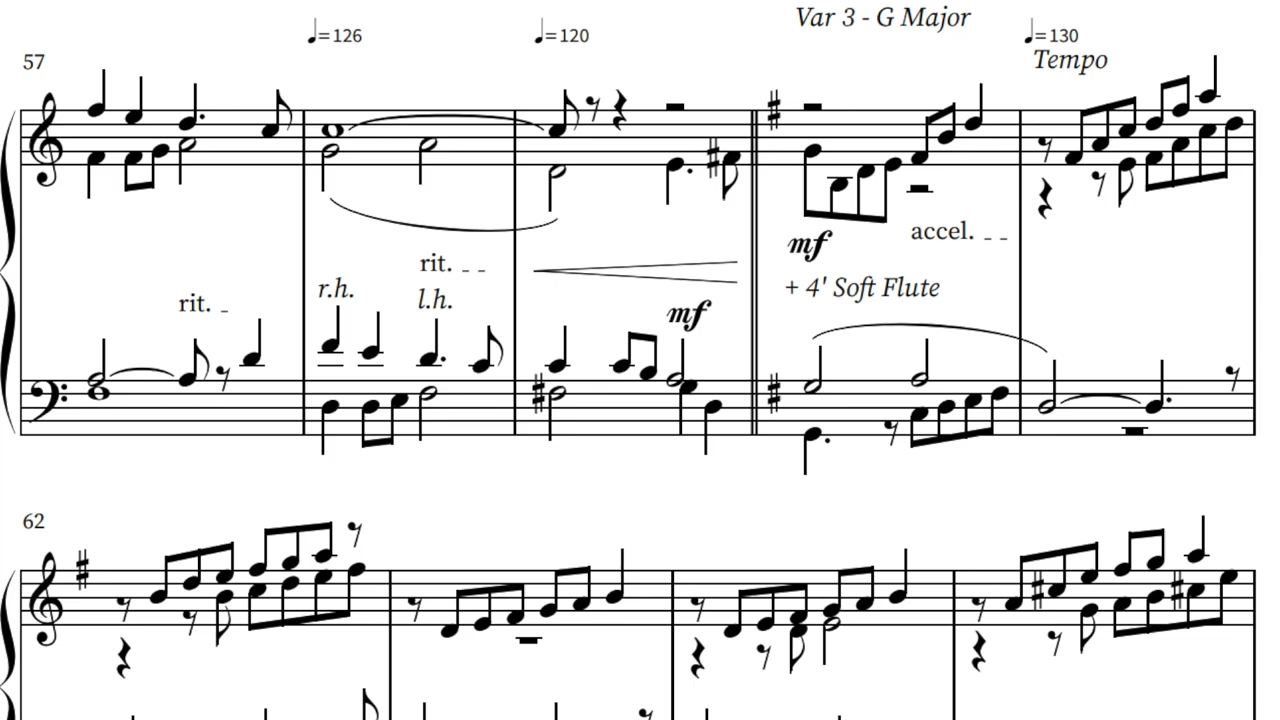 Var 3 - G Major
♩=126
♩=120
♩=130
57
Tempo
accel. _ _
mf
rit. _ _
+ 4' Soft Flute
r.h.
l.h.
rit. _
mf
62